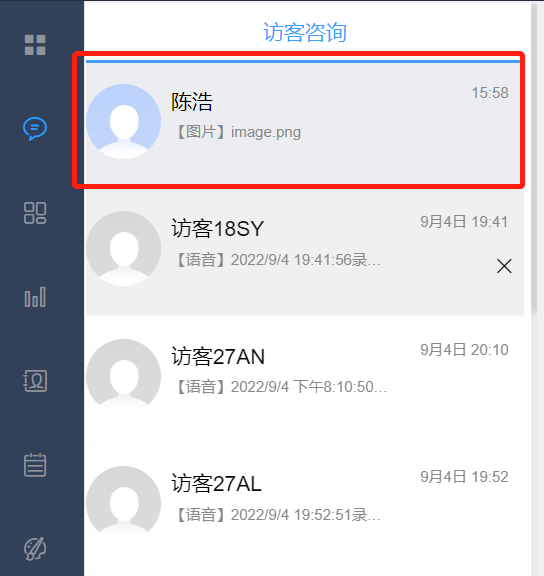 访客咨询
陈浩
15:58
【图片】image.png
访客18SY
9月4日 19:41
【语音】2022/9/4 19:41:56录...
访客27AN
9月4日 20:10
【语音】2022/9/4 下午8:10:50...
访客27AL
9月4日 19:52
【语音】2022/9/4 19:52:51录...